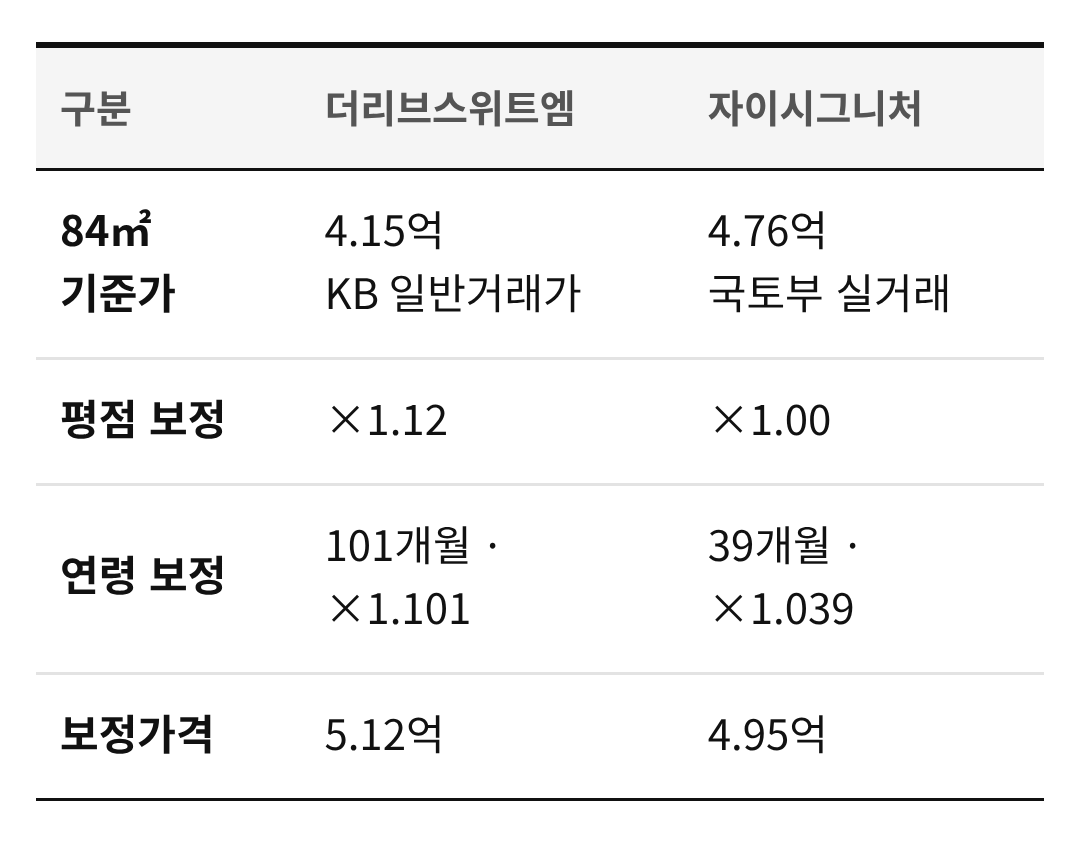 구분 더리브스위트엠 자이시그니처
84㎡ 4.15억 4.76억
기준가 KB 일반거래가 국토부 실거래
평점 보정 ×1.12 ×1.00
101개월 · 39개월 ·
연령 보정
×1.101 ×1.039
보정가격 5.12억 4.95억